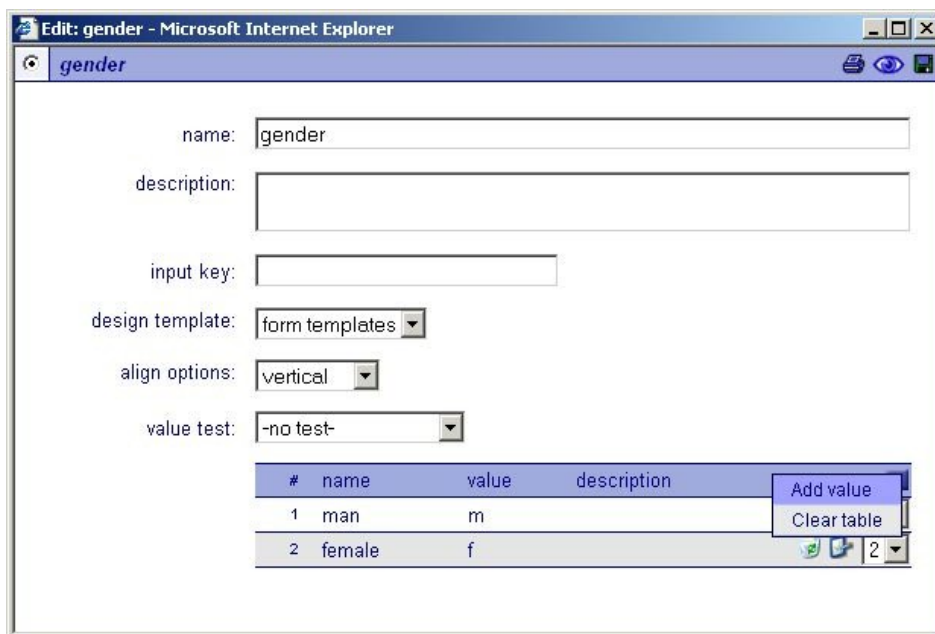 Edit: gender - Microsoft Internet Explorer
gender
name: gender
description:
input key:
design template: form templates
align options: vertical
value test: -no test-
# name value description
Add value
1 man m
Clear table
2 female f 2